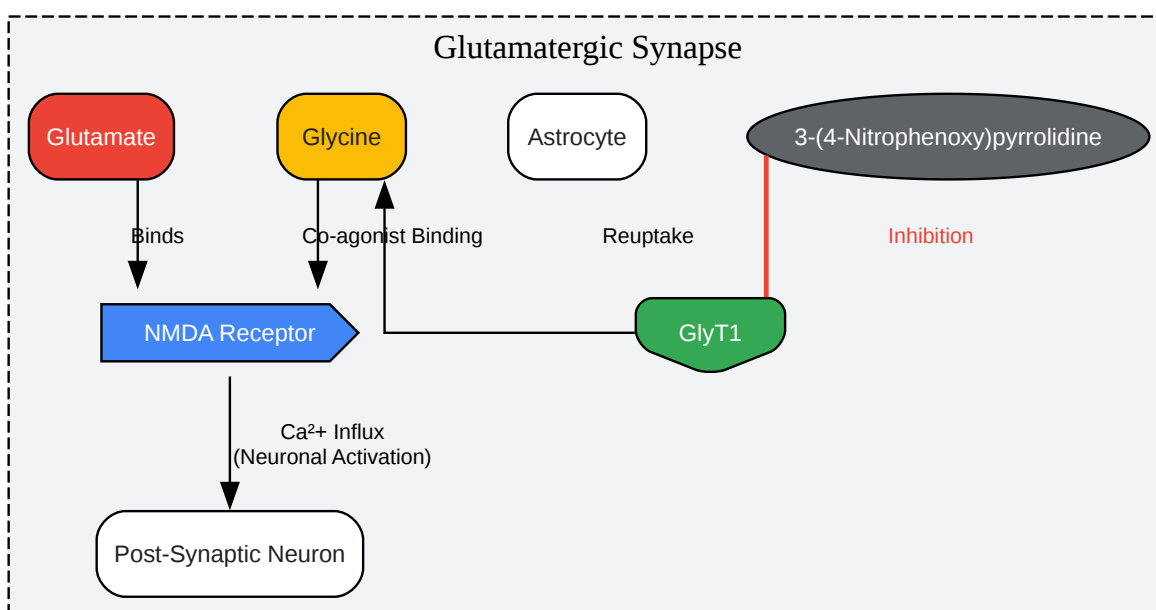 Glutamatergic Synapse
Glutamate
Glycine
Astrocyte
3-(4-Nitrophenoxy)pyrrolidine
Binds
Co-agonist Binding
Reuptake
Inhibition
NMDA Receptor
GlyT1
Ca²+ Influx
(Neuronal Activation)
Post-Synaptic Neuron